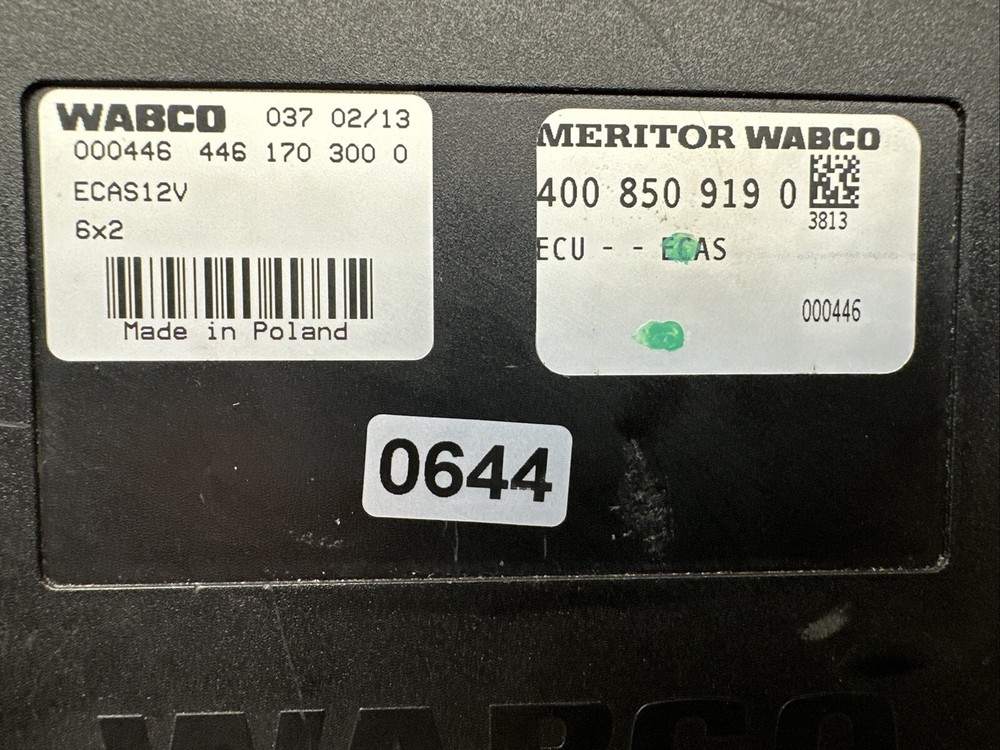 WABCO 037 02/13
000446 446 170 300 0
ECAS12V
6x2
Made in Poland
MERITOR WABCO
400 850 919 0
3813
ECU - - ECAS
000446
0644
WABCO